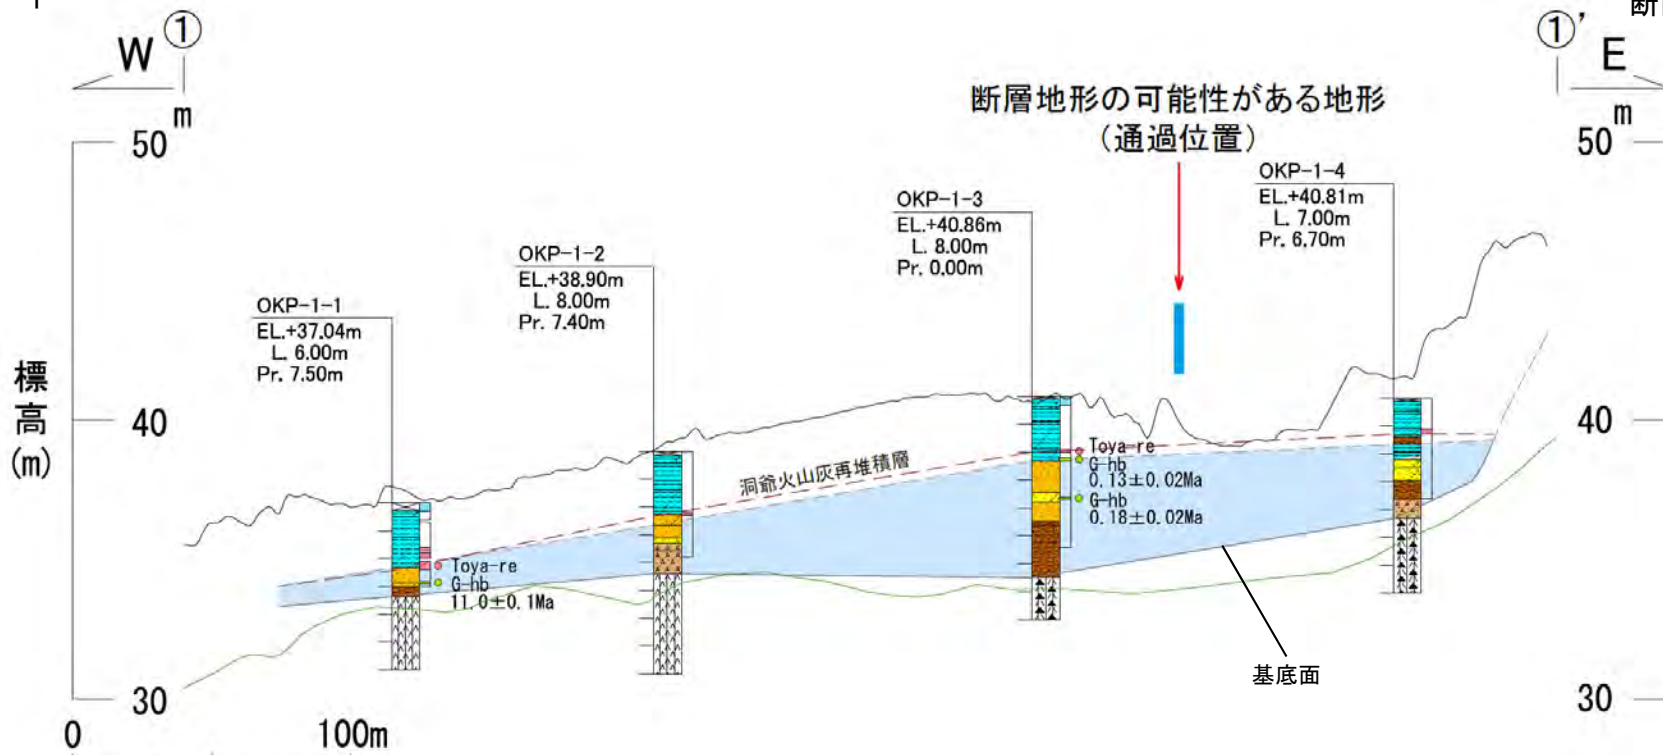 ①
W
①’
E
断
m
m
断層地形の可能性がある地形
（通過位置）
50
50
OKP-1-4
EL.+40.81m
L. 7.00m
Pr. 6.70m
OKP-1-3
EL.+40.86m
L. 8.00m
Pr. 0.00m
OKP-1-2
EL.+38.90m
L. 8.00m
Pr. 7.40m
OKP-1-1
EL.+37.04m
L. 6.00m
Pr. 7.50m
標高(m)
40
40
Toya-re
G-hb
0.13±0.02Ma
G-hb
0.18±0.02Ma
洞爺火山灰再堆積層
Toya-re
G-hb
11.0±0.1Ma
基底面
30
30
0
100m